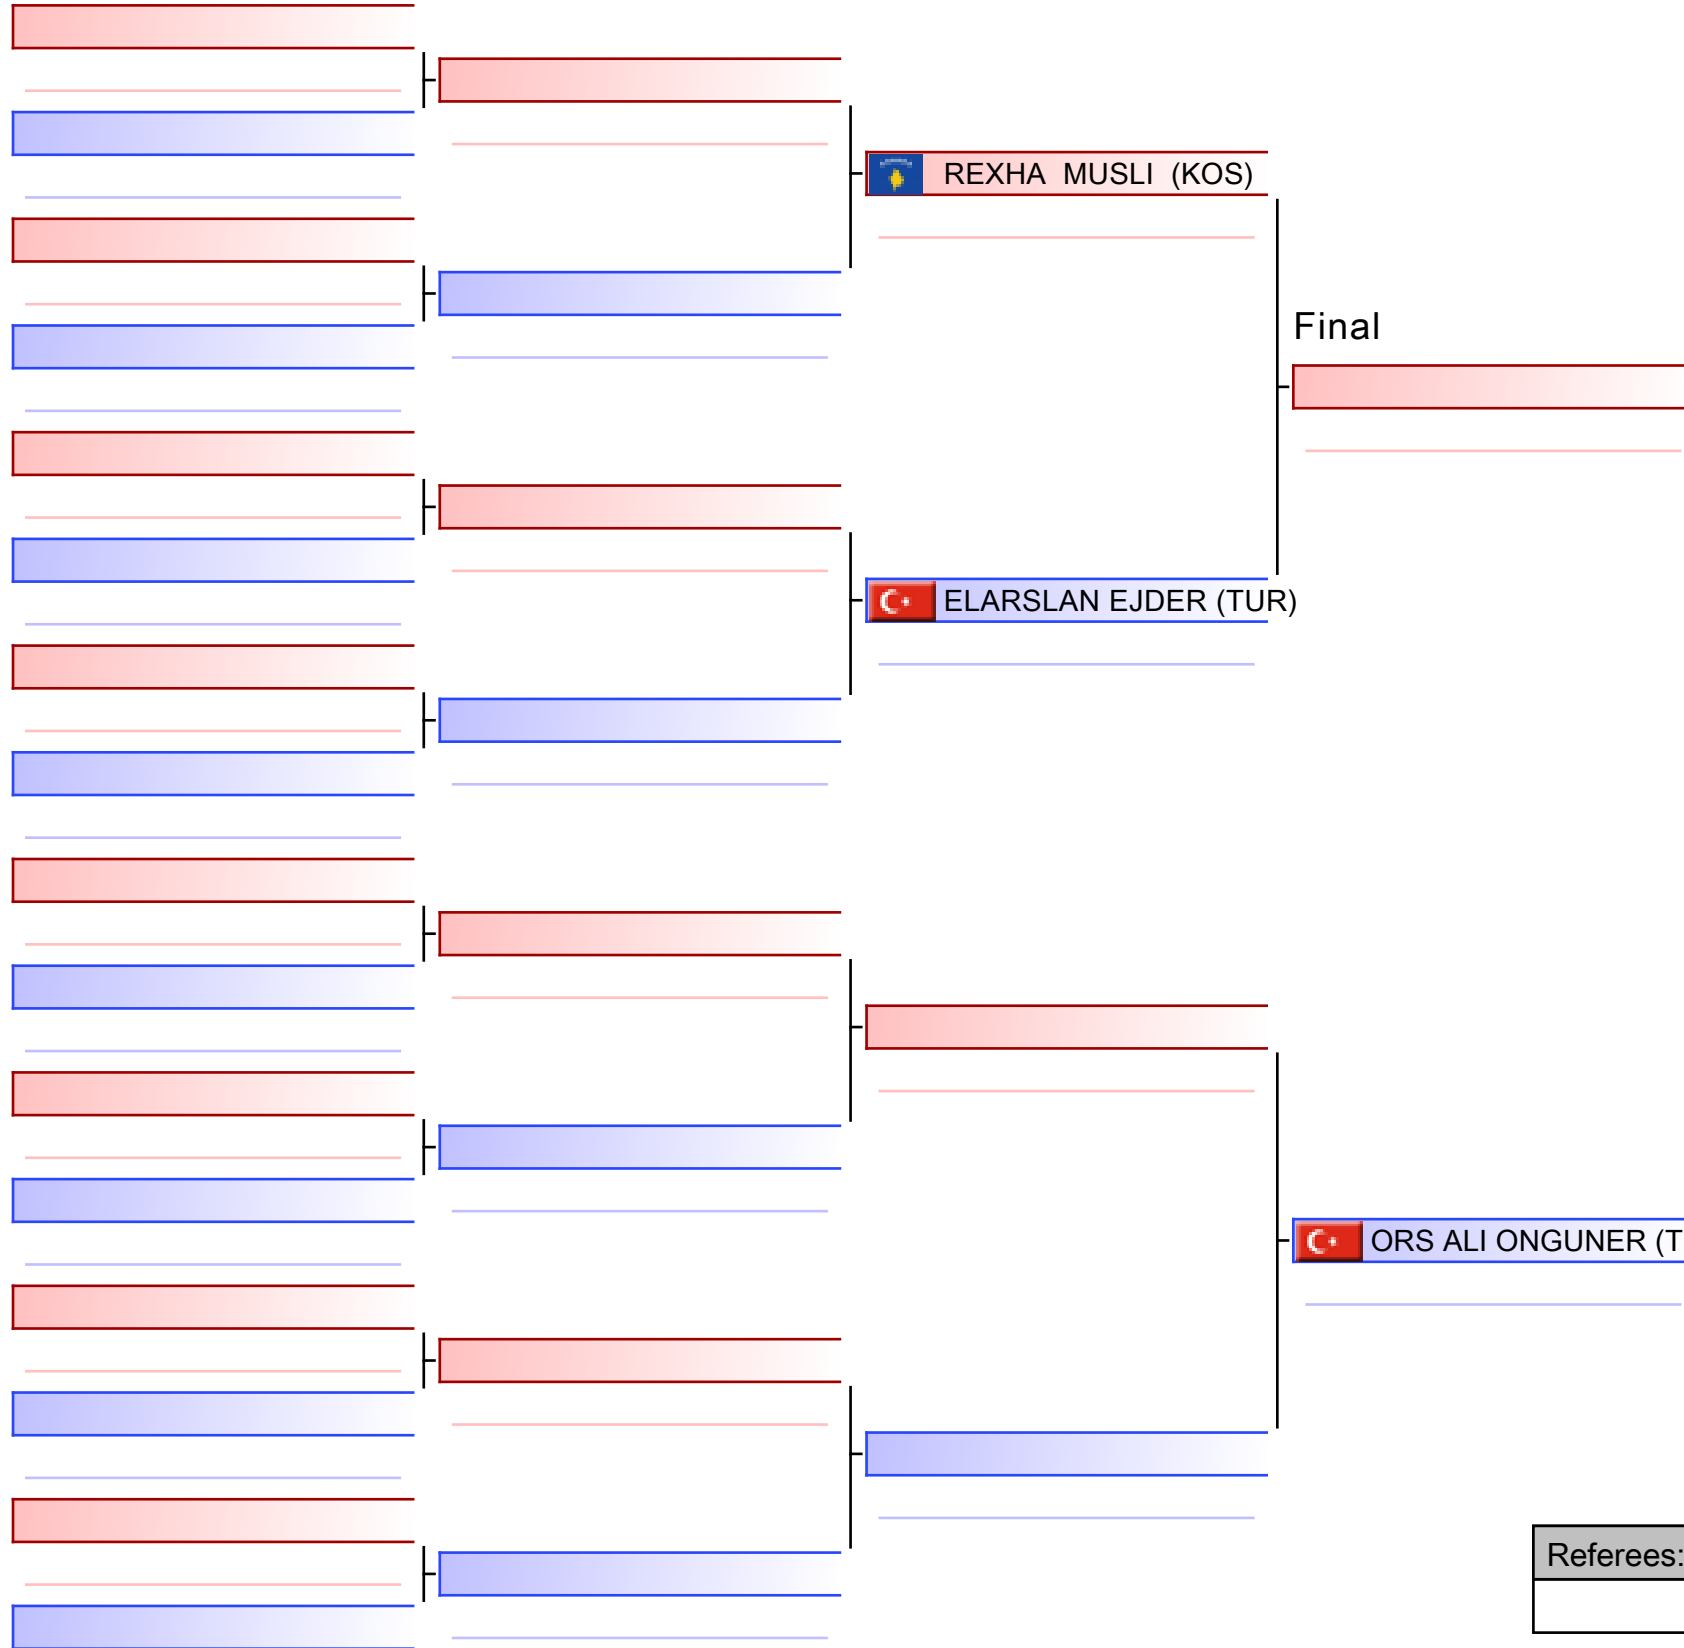 REXHA MUSLI (KOS)
Final
ELARSLAN EJDER (TUR)
ORS ALI ONGUNER (T
Referees: